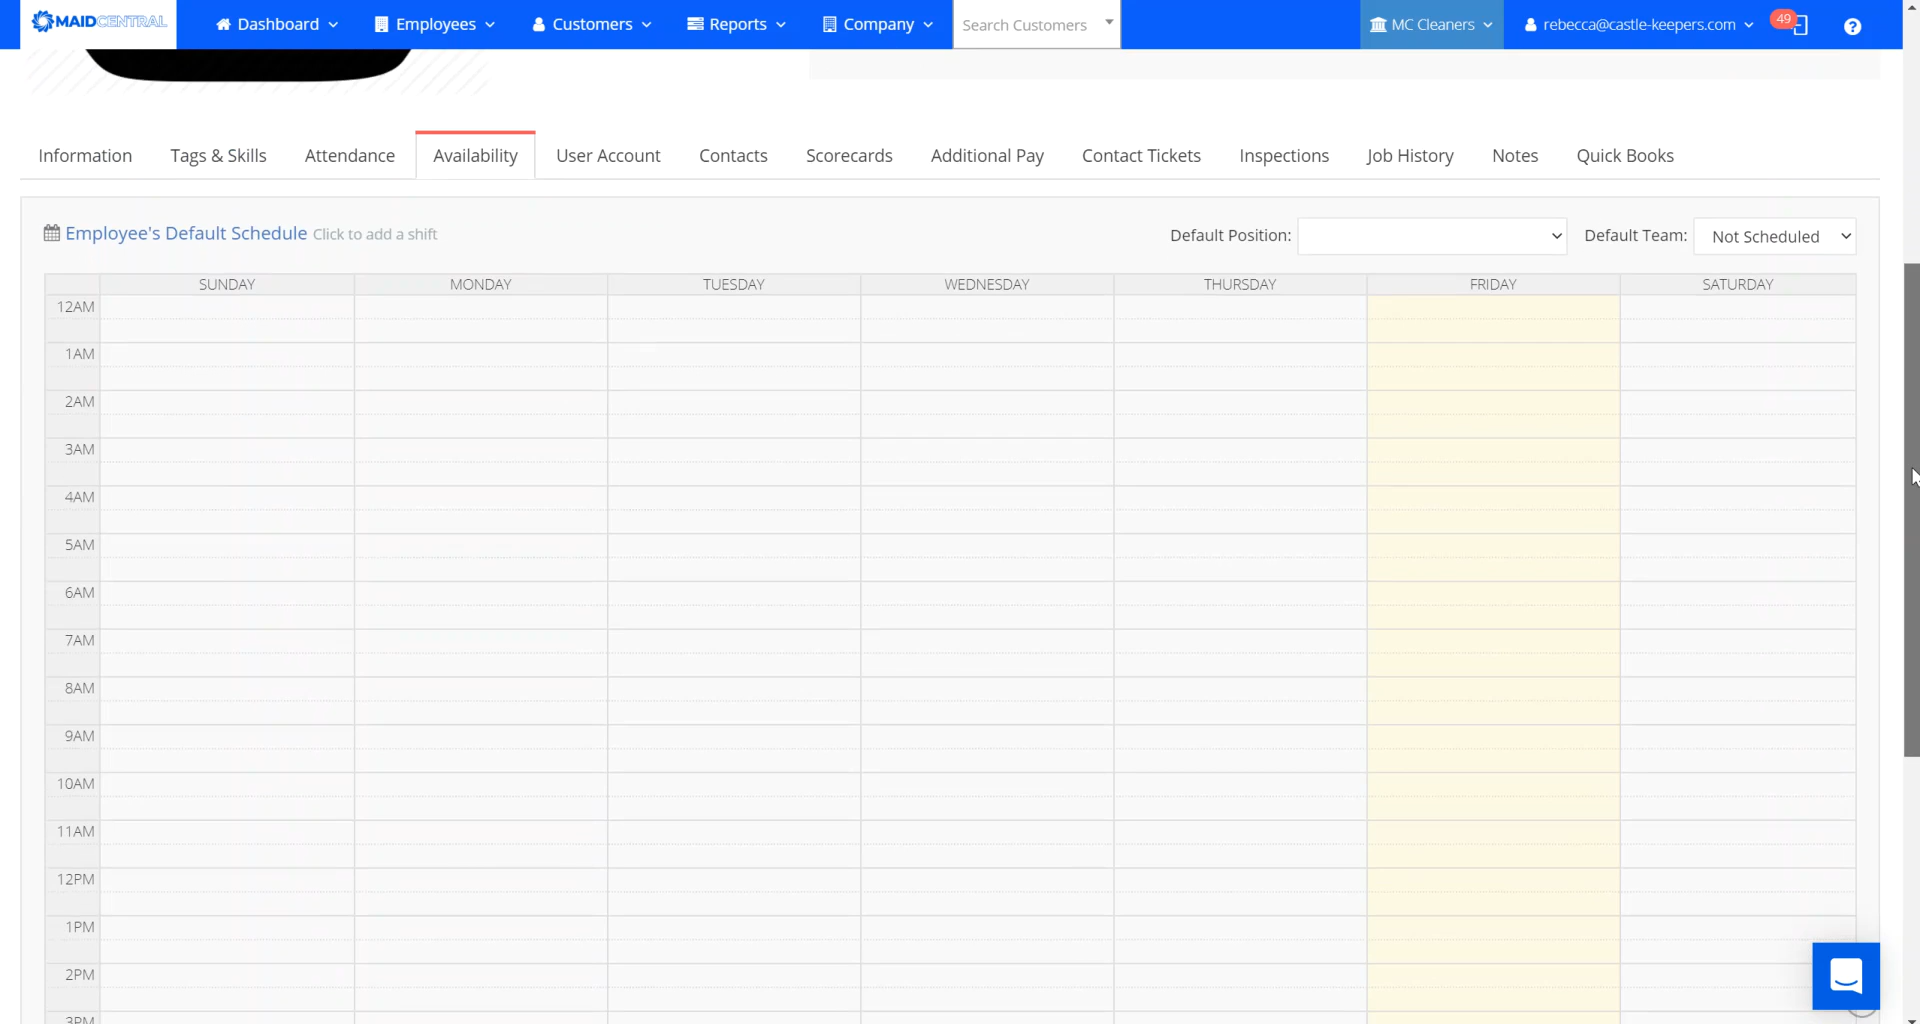 MAIDCENTRAL Dashboard Employees Customers Reports Company Search Customers MC Cleaners rebecca@castle-keepers.com 49
Information Tags & Skills Attendance Availability User Account Contacts Scorecards Additional Pay Contact Tickets Inspections Job History Notes Quick Books
Employee's Default Schedule Click to add a shift Default Position: Default Team: Not Scheduled
SUNDAY MONDAY TUESDAY WEDNESDAY THURSDAY FRIDAY SATURDAY
12AM
1AM
2AM
3AM
4AM
5AM
6AM
7AM
8AM
9AM
10AM
11AM
12PM
1PM
2PM
3PM